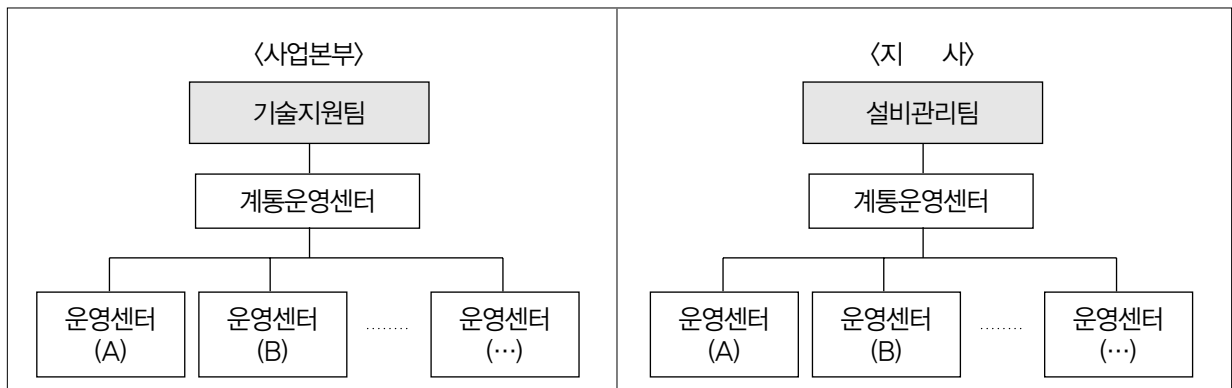 〈사업본부〉
기술지원팀
계통운영센터
운영센터
(A)
운영센터
(B)
········
운영센터
(…)
〈지 사〉
설비관리팀
계통운영센터
운영센터
(A)
운영센터
(B)
········
운영센터
(…)